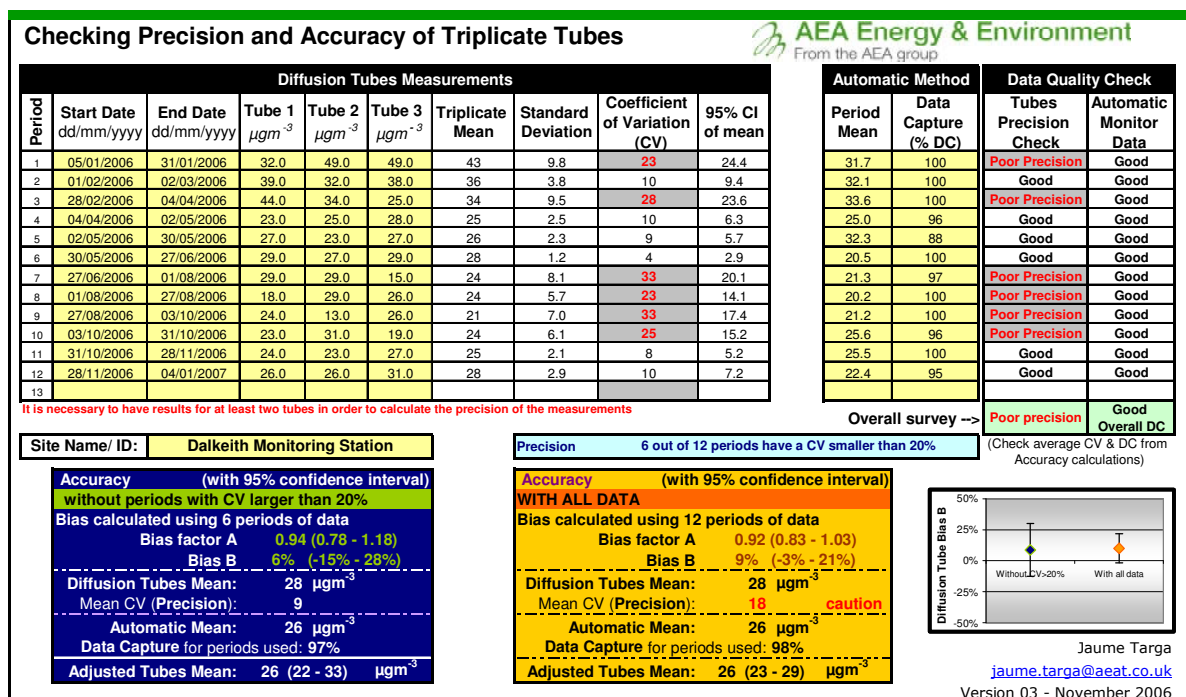 Checking Precision and Accuracy of Triplicate Tubes
AEA Energy & Environment
From the AEA group
Diffusion Tubes Measurements
Automatic Method
Data Quality Check
Period
Start Date dd/mm/yyyy
End Date dd/mm/yyyy
Tube 1 µgm-3
Tube 2 µgm-3
Tube 3 µgm-3
Triplicate Mean
Standard Deviation
Coefficient of Variation (CV)
95% CI of mean
Period Mean
Data Capture (% DC)
Tubes Precision Check
Automatic Monitor Data
1 05/01/2006 31/01/2006 32.0 49.0 49.0 43 9.8 23 24.4 31.7 100 Poor Precision Good
2 01/02/2006 02/03/2006 39.0 32.0 38.0 36 3.8 10 9.4 32.1 100 Good Good
3 28/02/2006 04/04/2006 44.0 34.0 25.0 34 9.5 28 23.6 33.6 100 Poor Precision Good
4 04/04/2006 02/05/2006 23.0 25.0 28.0 25 2.5 10 6.3 25.0 96 Good Good
5 02/05/2006 30/05/2006 27.0 23.0 27.0 26 2.3 9 5.7 32.3 88 Good Good
6 30/05/2006 27/06/2006 29.0 27.0 29.0 28 1.2 4 2.9 20.5 100 Good Good
7 27/06/2006 01/08/2006 29.0 29.0 15.0 24 8.1 33 20.1 21.3 97 Poor Precision Good
8 01/08/2006 27/08/2006 18.0 29.0 26.0 24 5.7 23 14.1 20.2 100 Poor Precision Good
9 27/08/2006 03/10/2006 24.0 13.0 26.0 21 7.0 33 17.4 21.2 100 Poor Precision Good
10 03/10/2006 31/10/2006 23.0 31.0 19.0 24 6.1 25 15.2 25.6 96 Poor Precision Good
11 31/10/2006 28/11/2006 24.0 23.0 27.0 25 2.1 8 5.2 25.5 100 Good Good
12 28/11/2006 04/01/2007 26.0 26.0 31.0 28 2.9 10 7.2 22.4 95 Good Good
13
It is necessary to have results for at least two tubes in order to calculate the precision of the measurements
Overall survey --> Poor precision Good Overall DC
Site Name/ ID: Dalkeith Monitoring Station
Precision 6 out of 12 periods have a CV smaller than 20%
(Check average CV & DC from
Accuracy calculations)
Accuracy (with 95% confidence interval)
without periods with CV larger than 20%
Bias calculated using 6 periods of data
Bias factor A 0.94 (0.78 - 1.18)
Bias B 6% (-15% - 28%)
Diffusion Tubes Mean: 28 µgm-3
Mean CV (Precision): 9
Automatic Mean: 26 µgm-3
Data Capture for periods used: 97%
Adjusted Tubes Mean: 26 (22 - 33) µgm-3
Accuracy (with 95% confidence interval)
WITH ALL DATA
Bias calculated using 12 periods of data
Bias factor A 0.92 (0.83 - 1.03)
Bias B 9% (-3% - 21%)
Diffusion Tubes Mean: 28 µgm-3
Mean CV (Precision): 18 caution
Automatic Mean: 26 µgm-3
Data Capture for periods used: 98%
Adjusted Tubes Mean: 26 (23 - 29) µgm-3
Diffusion Tube Bias B
50%
25%
0%
-25%
-50%
Without CV>20%
With all data
Jaume Targa
jaume.targa@aeat.co.uk
Version 03 - November 2006